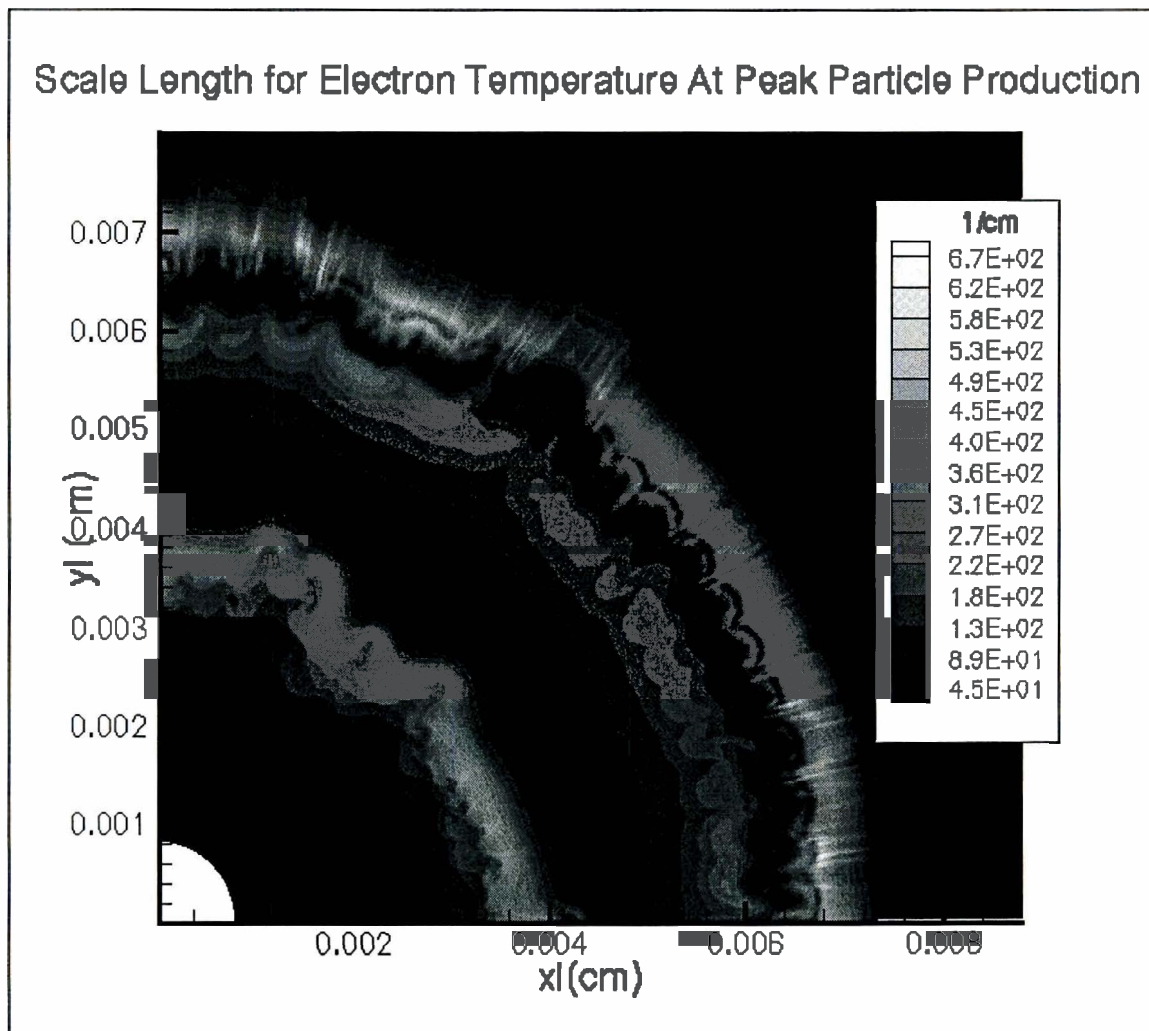 Scale Length for Electron Temperature At Peak Particle Production
1/cm
6.7E+02
6.2E+02
5.8E+02
5.3E+02
4.9E+02
4.5E+02
4.0E+02
3.6E+02
3.1E+02
2.7E+02
2.2E+02
1.8E+02
1.3E+02
8.9E+01
4.5E+01
0.007
0.006
0.005
0.004
0.003
0.002
0.001
yl(cm)
0.002 0.004 0.006 0.008
xl(cm)